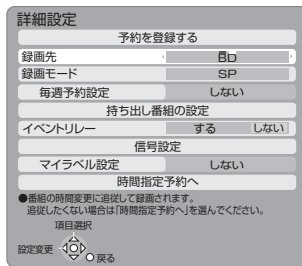 詳細設定
予約を登録する
録画先 BD
録画モード SP
毎週予約設定 しない
持ち出し番組の設定
イベントリレー する しない
信号設定
マイラベル設定 しない
時間指定予約へ
●番組の時間変更に追従して録画されます。
追従したくない場合は「時間指定予約へ」を選んでください。
項目選択
設定変更 戻る